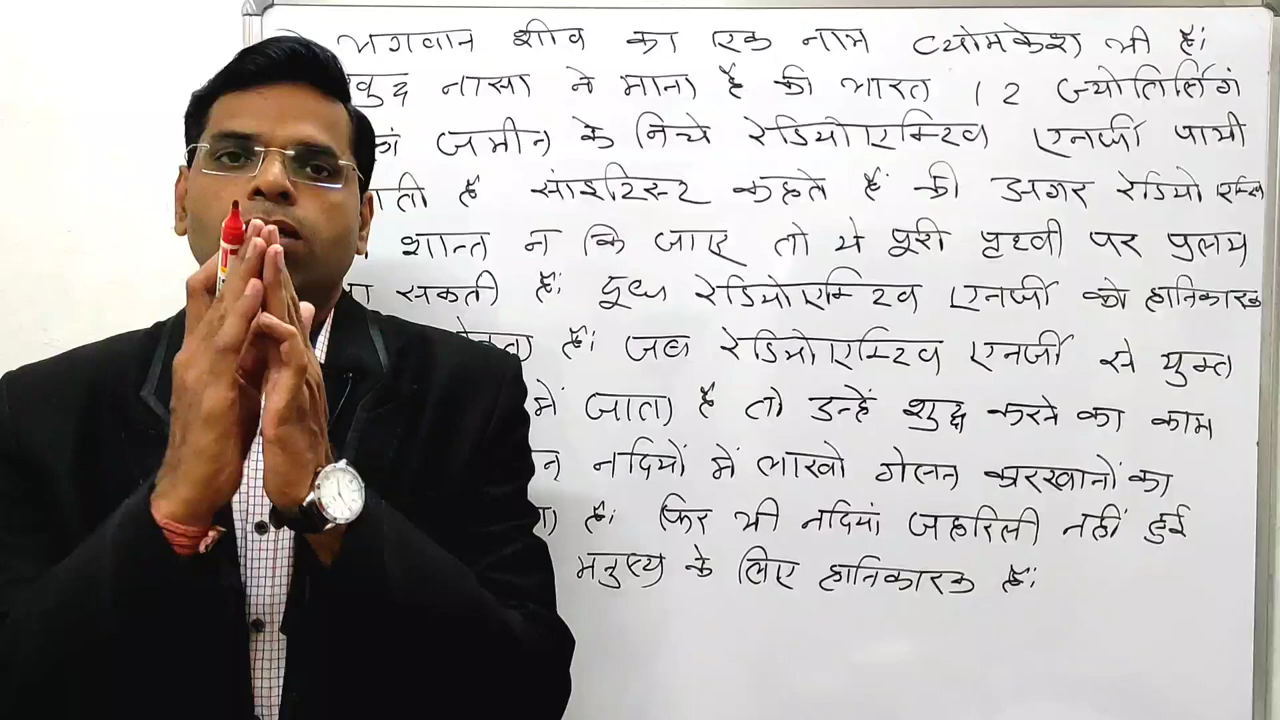 भगवान शीव का एक नाम व्योमकेश भी हैं।
खुद नासा ने माना है की भारत 12 ज्योतिर्लिगं
जमीन के निचे रेडियोएक्टिव एनर्जी पायी
है सांइटिस्ट कहते हैं की अगर रेडियो
शान्त न कि जाए तो ये पूरी पृथ्वी पर प्रलय
सकती हैं। दूध रेडियोएक्टिव एनर्जी को हानिकारक
हैं। जब रेडियोएक्टिव एनर्जी से युक्त
में जाता है तो उन्हें शुद्ध करने का काम
नदियों में लाखो गेलन कारखानों का
हैं। फिर भी नदियां जहरिली नहीं हुई
मनुष्य के लिए हानिकारक हैं।